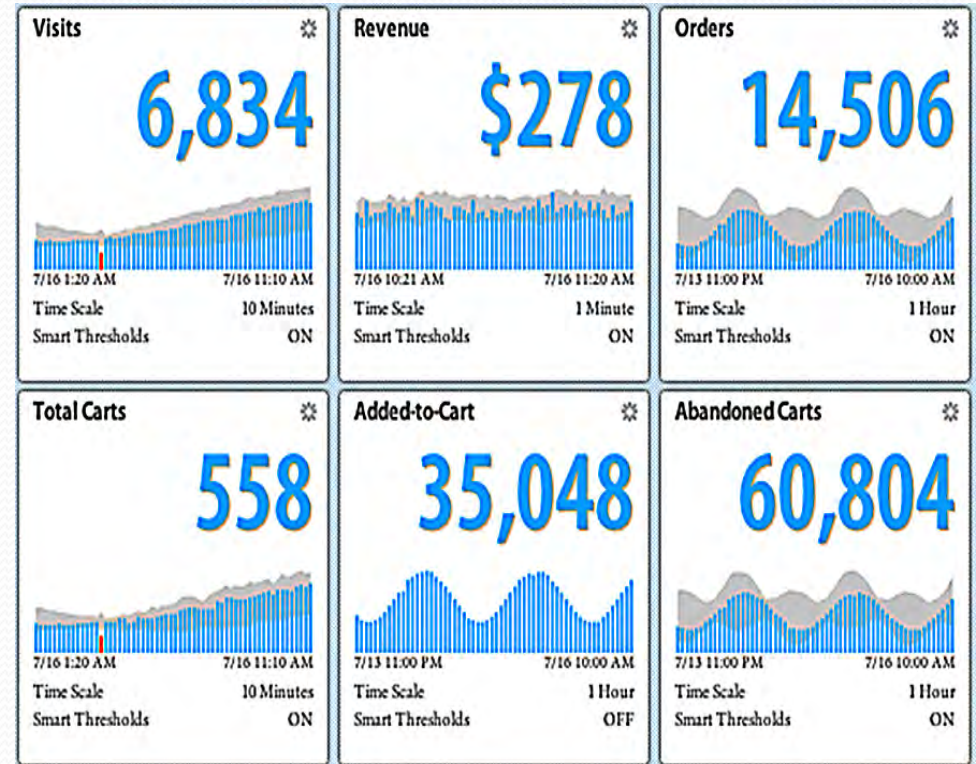 Visits
6,834
7/16 1:20 AM 7/16 11:10 AM
Time Scale 10 Minutes
Smart Thresholds ON
Revenue
$278
7/16 10:21 AM 7/16 11:20 AM
Time Scale 1 Minute
Smart Thresholds ON
Orders
14,506
7/13 11:00 PM 7/16 10:00 AM
Time Scale 1 Hour
Smart Thresholds ON
Total Carts
558
7/16 1:20 AM 7/16 11:10 AM
Time Scale 10 Minutes
Smart Thresholds ON
Added-to-Cart
35,048
7/13 11:00 PM 7/16 10:00 AM
Time Scale 1 Hour
Smart Thresholds OFF
Abandoned Carts
60,804
7/13 11:00 PM 7/16 10:00 AM
Time Scale 1 Hour
Smart Thresholds ON